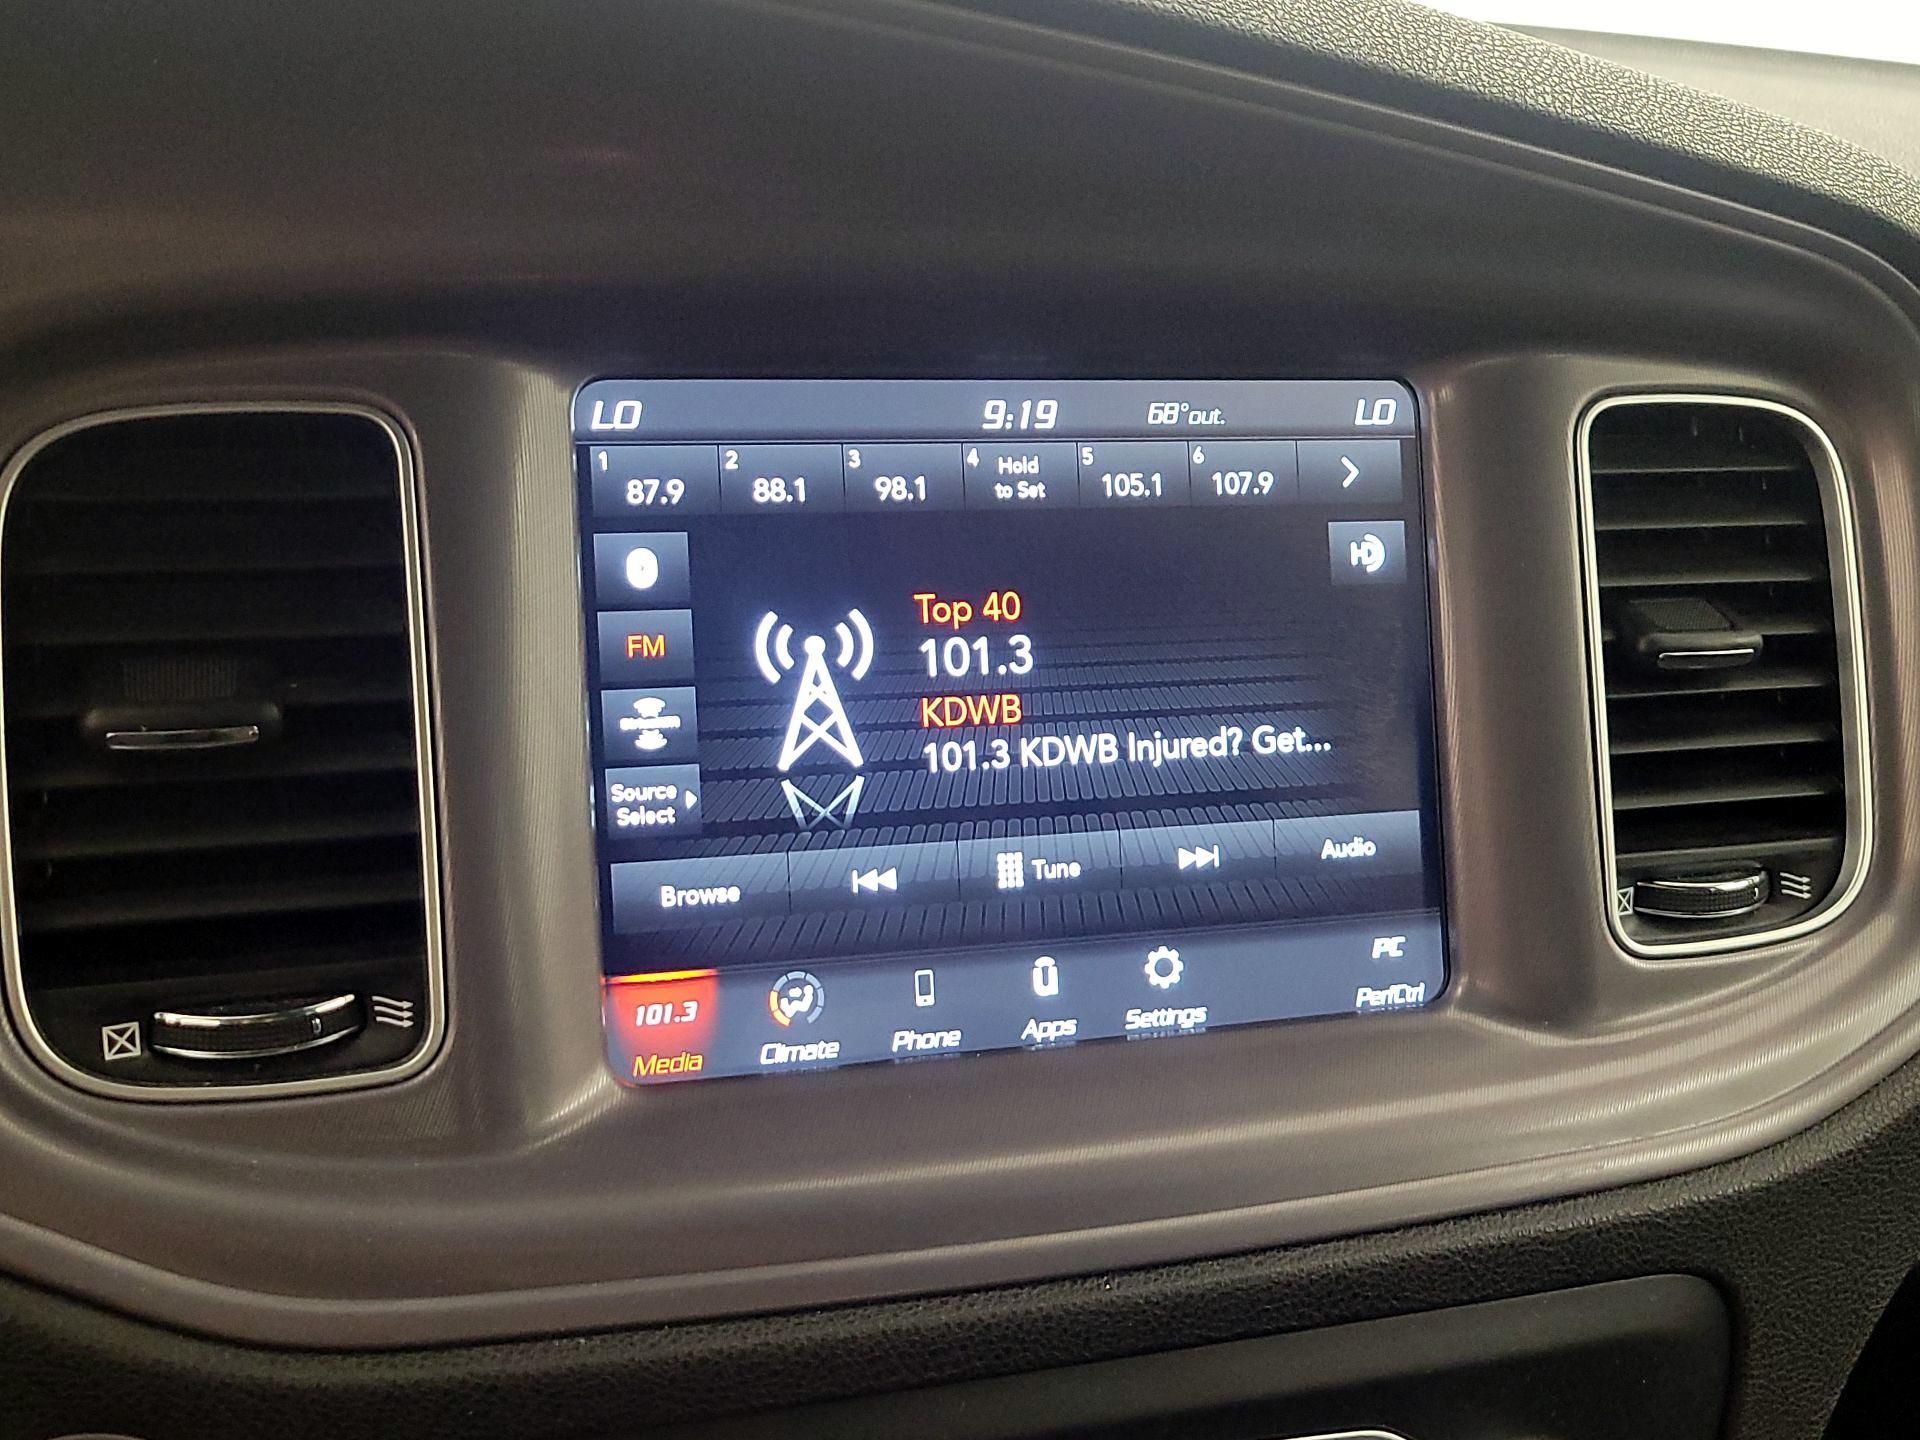 LO 9:19 68° out. LO
1 87.9 2 88.1 3 98.1 4 Hold to Set 5 105.1 6 107.9
HD
Top 40
FM
101.3
KDWB
101.3 KDWB Injured? Get...
Source
Select
Browse Tune Audio
101.3 PC
Media Climate Phone Apps Settings PerfCtrl